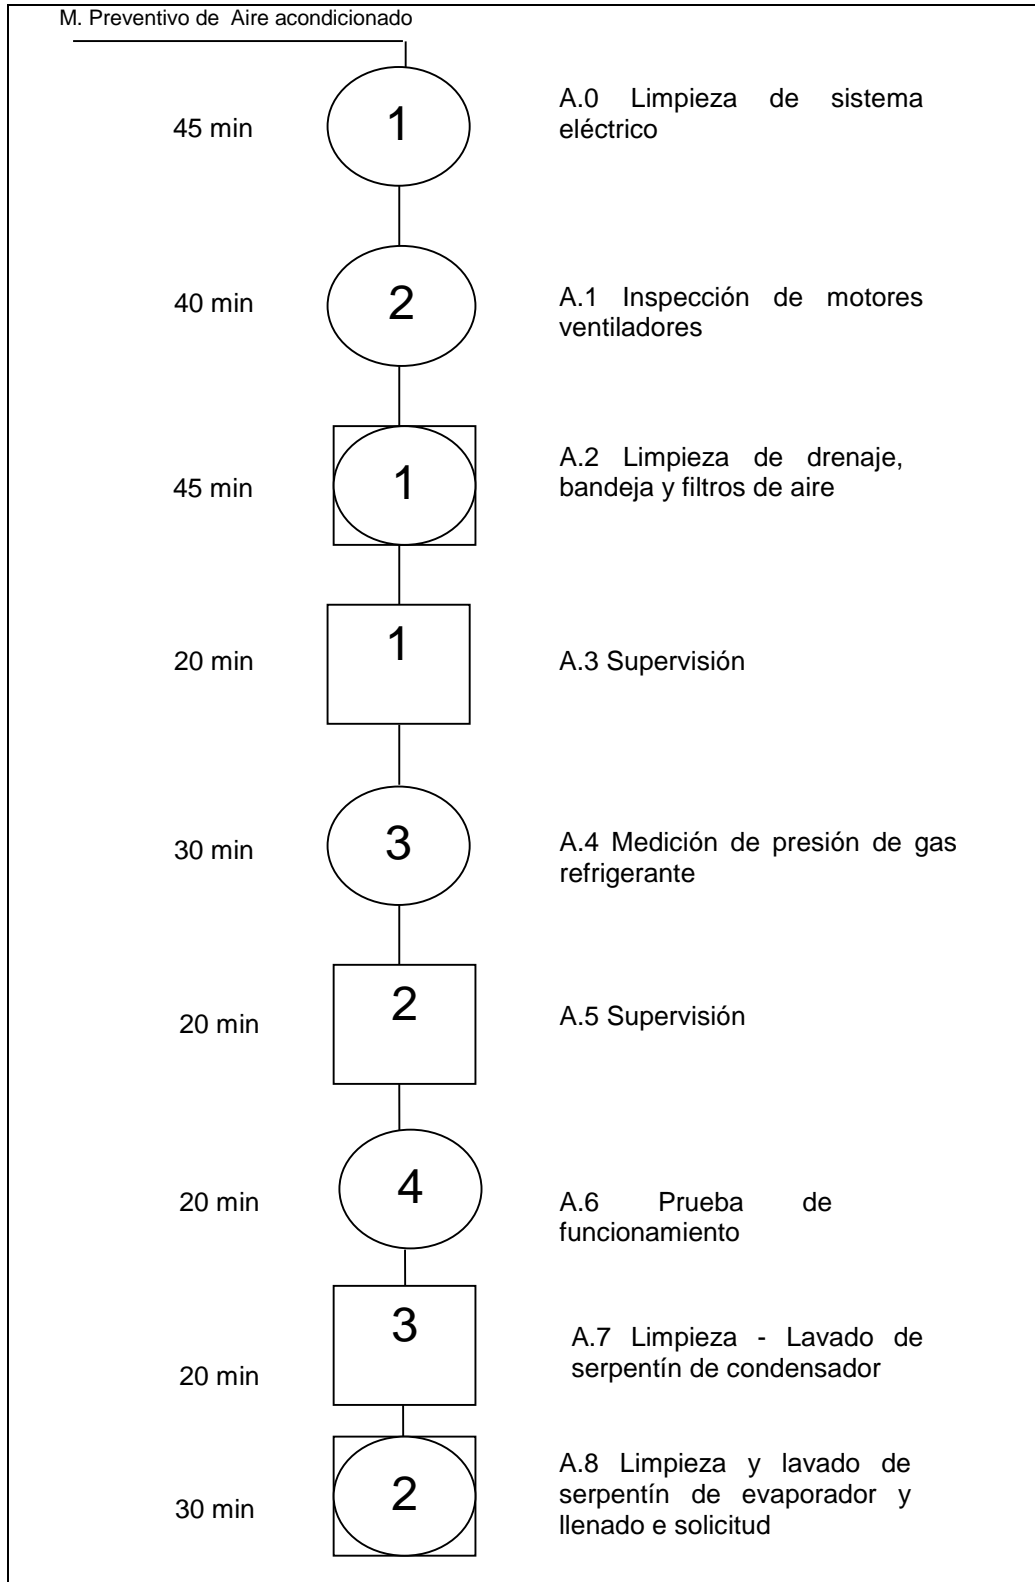 M. Preventivo de Aire acondicionado
45 min
1
A.0 Limpieza de sistema
eléctrico
40 min
2
A.1 Inspección de motores
ventiladores
45 min
1
A.2 Limpieza de drenaje,
bandeja y filtros de aire
20 min
1
A.3 Supervisión
30 min
3
A.4 Medición de presión de gas
refrigerante
20 min
2
A.5 Supervisión
20 min
4
A.6 Prueba de
funcionamiento
20 min
3
A.7 Limpieza - Lavado de
serpentín de condensador
30 min
2
A.8 Limpieza y lavado de
serpentín de evaporador y
llenado e solicitud